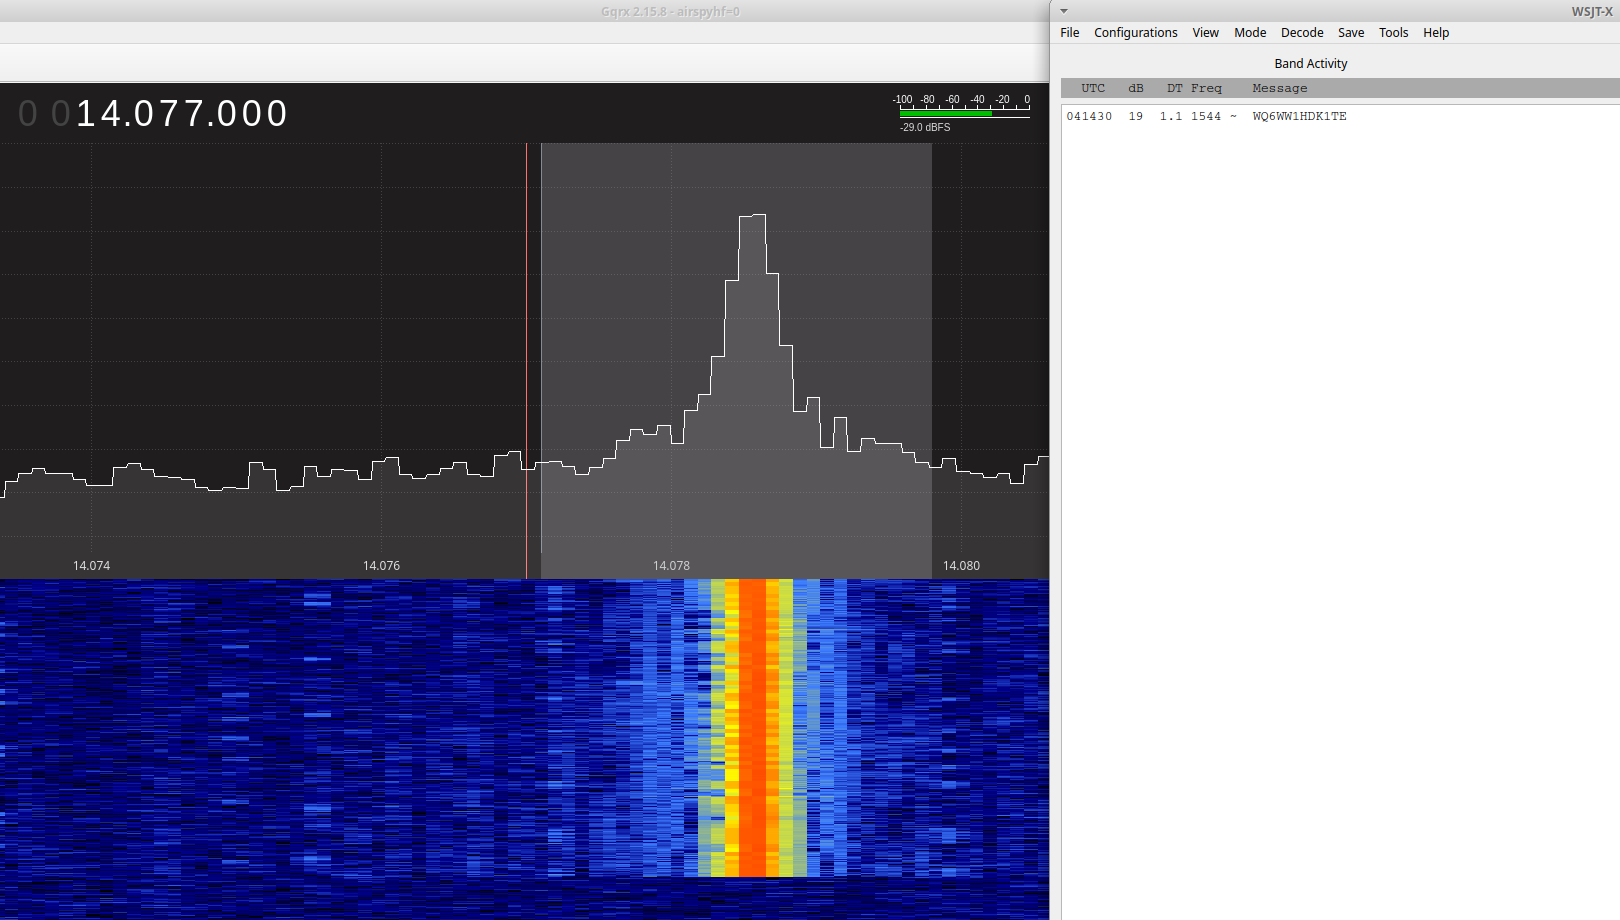 Gqrx 2.15.8 - airspyhf=0
0 014.077.000
-100 -80 -60 -40 -20 0
-29.0 dBFS
14.074 14.076 14.078 14.080
WSJT-X
File Configurations View Mode Decode Save Tools Help
Band Activity
UTC dB DT Freq Message
041430 19 1.1 1544 ~ WQ6WW1HDK1TE